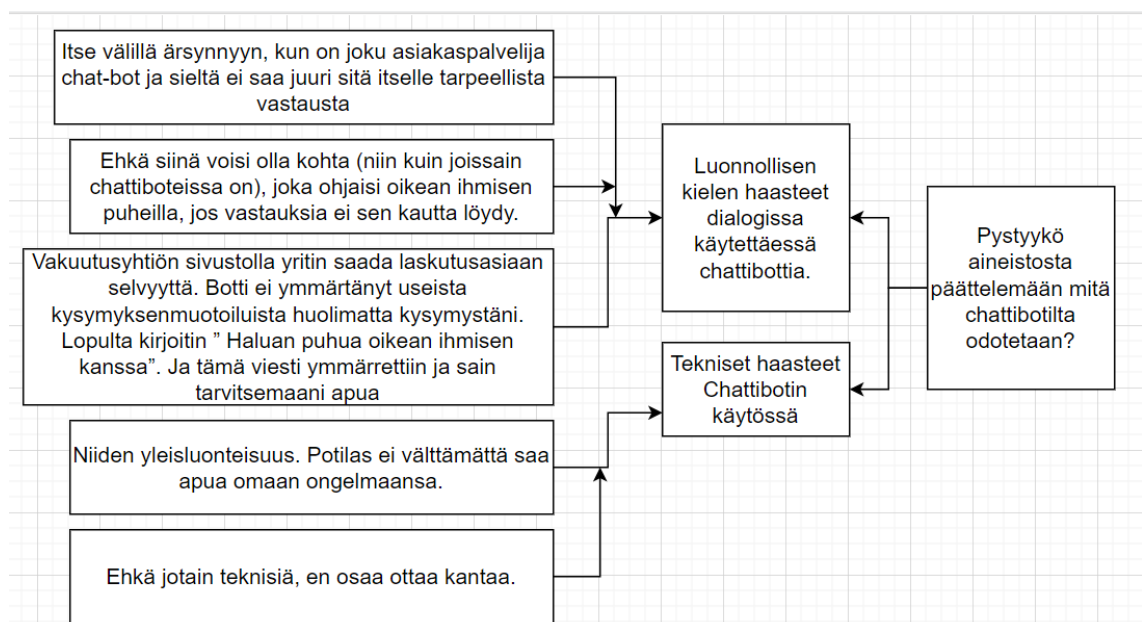 Itse välillä ärsynnyyn, kun on joku asiakaspalvelija
chat-bot ja sieltä ei saa juuri sitä itselle tarpeellista
vastausta
Ehkä siinä voisi olla kohta (niin kuin joissain
chattiboteissa on), joka ohjaisi oikean ihmisen
puheilla, jos vastauksia ei sen kautta löydy.
Vakuutusyhtiön sivustolla yritin saada laskutusasiaan
selvyyttä. Botti ei ymmärtänyt useista
kysymyksenmuotoiluista huolimatta kysymystäni.
Lopulta kirjoitin ” Haluan puhua oikean ihmisen
kanssa”. Ja tämä viesti ymmärrettiin ja sain
tarvitsemaani apua
Niiden yleisluonteisuus. Potilas ei välttämättä saa
apua omaan ongelmaansa.
Ehkä jotain teknisiä, en osaa ottaa kantaa.
Luonnollisen
kielen haasteet
dialogissa
käytettäessä
chattibottia.
Tekniset haasteet
Chattibotin
käytössä
Pystyykö
aineistosta
päättelemään mitä
chattibotilta
odotetaan?